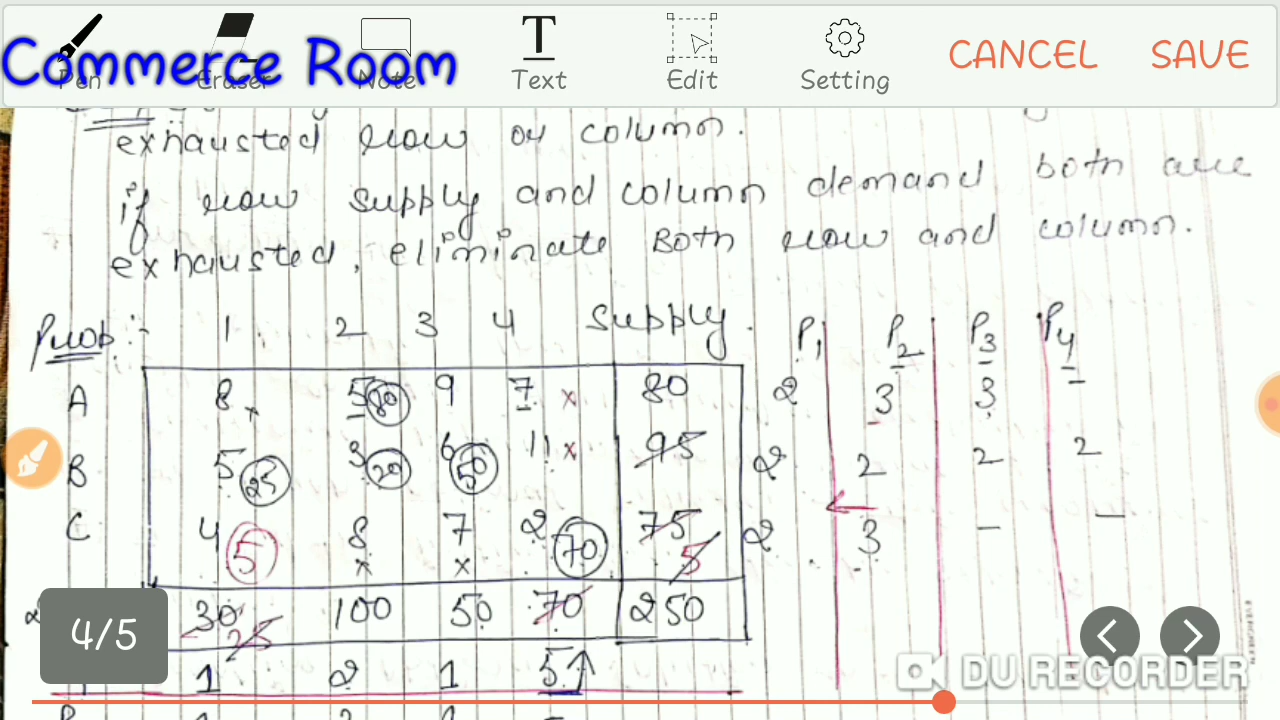 Commerce Room
Pen Eraser Note Text Edit Setting CANCEL SAVE
exhausted row or column.
if row supply and column demand both are
exhausted, eliminate Both row and column.
Prob:- 1 2 3 4 Supply P1 P2 P3 P4
A 8 x 5 80 9 7 x 80 2 3 3 -
B 5 25 3 20 6 50 11 x 95 2 2 2 2
C 4 5 8 x 7 x 2 70 75 5 2 3 - -
30 25 100 50 70 250
1 2 1 5↑
4/5
DU RECORDER